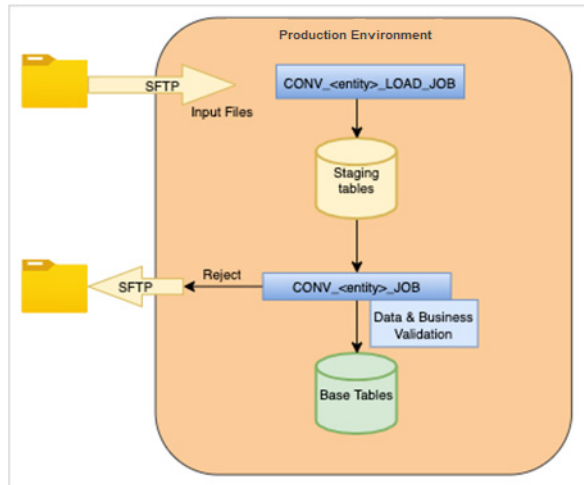 Production Environment
SFTP
CONV_<entity>_LOAD_JOB
Input Files
Staging
tables
Reject
SFTP
CONV_<entity>_JOB
Data & Business
Validation
Base Tables